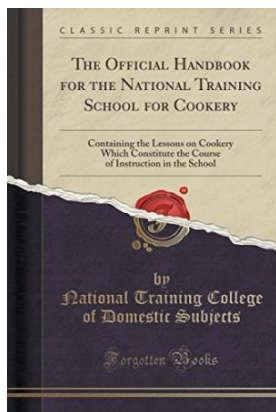 CLASSIC REPRINT SERIES
THE OFFICIAL HANDBOOK
FOR THE NATIONAL TRAINING
SCHOOL FOR COOKERY
Containing the Lessons on Cookery
Which Constitute the Course
of Instruction in the School
by
National Training College
of Domestic Subjects
Forgotten Books